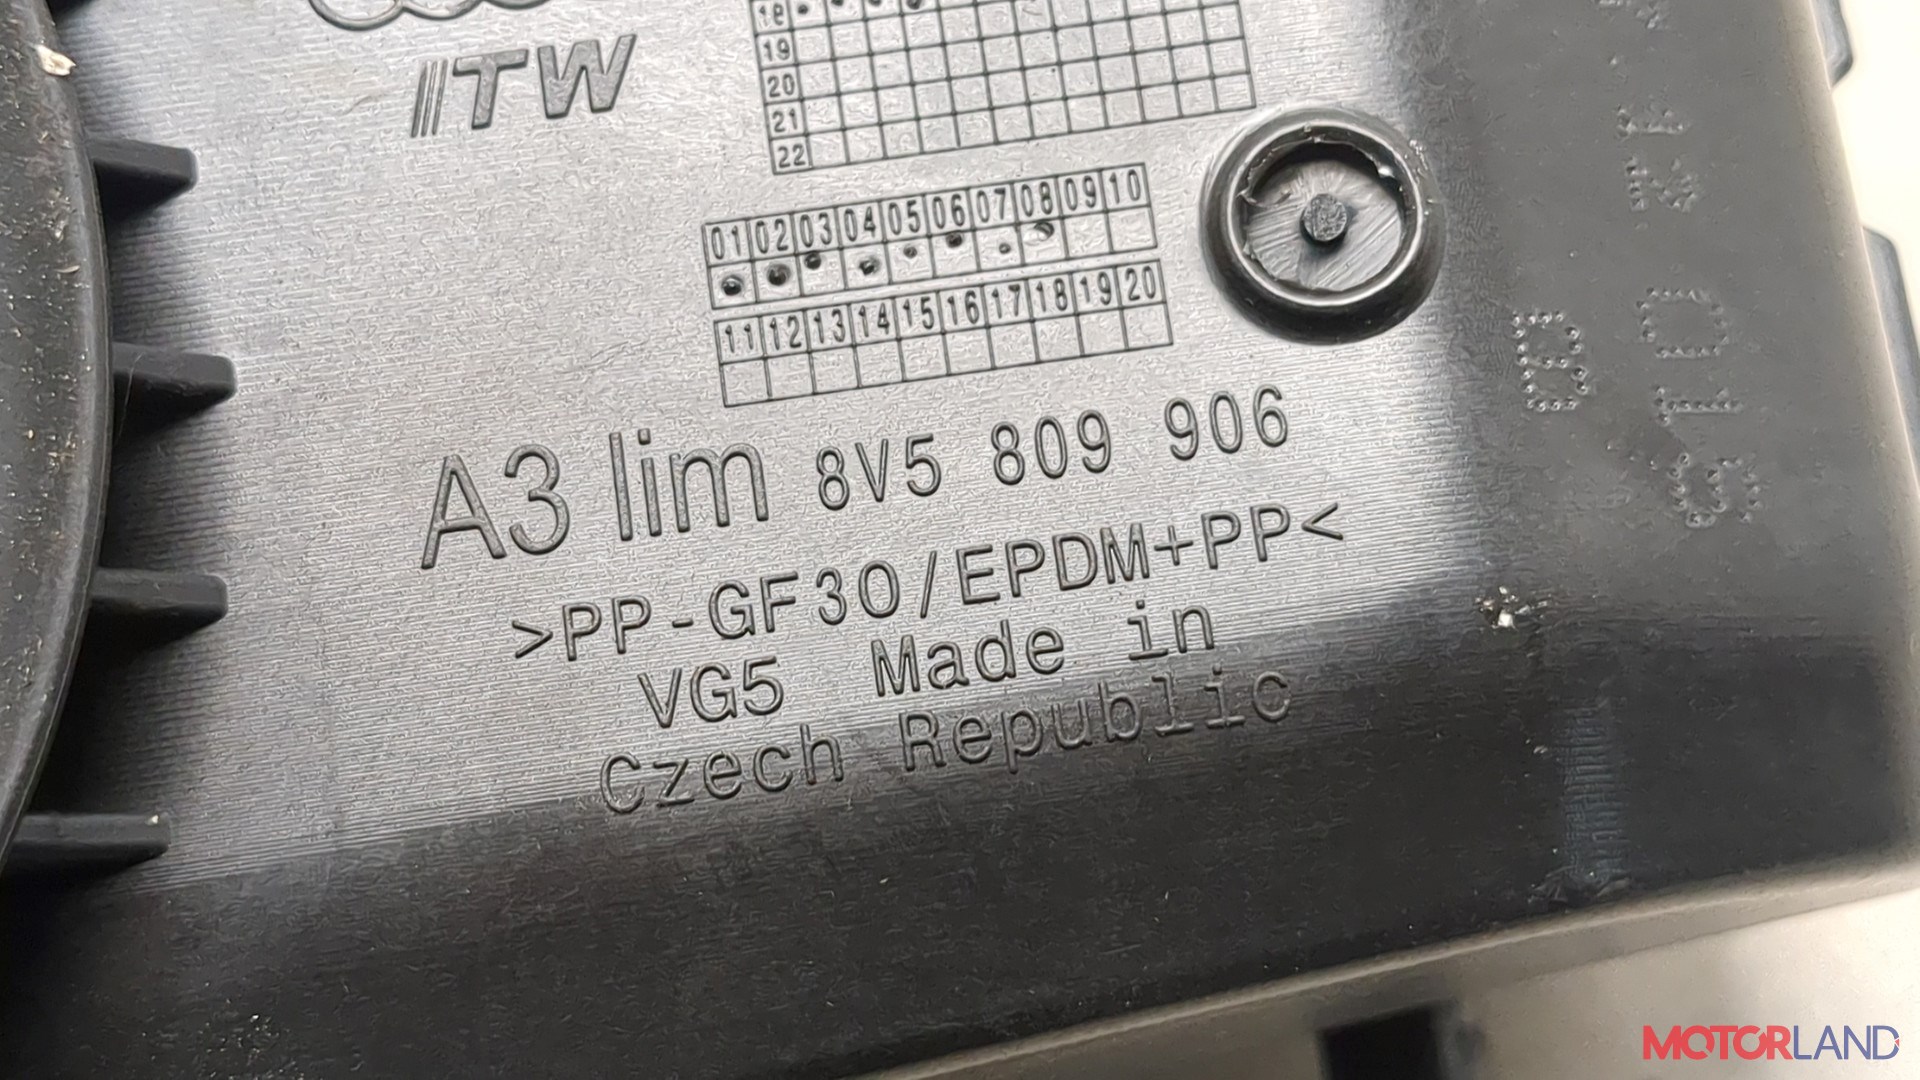 ITW
18
19
20
21
22
01 02 03 04 05 06 07 08 09 10
11 12 13 14 15 16 17 18 19 20
A3 lim 8V5 809 906
>PP-GF30/EPDM+PP<
VG5 Made in
Czech Republic
B
MOTORLAND